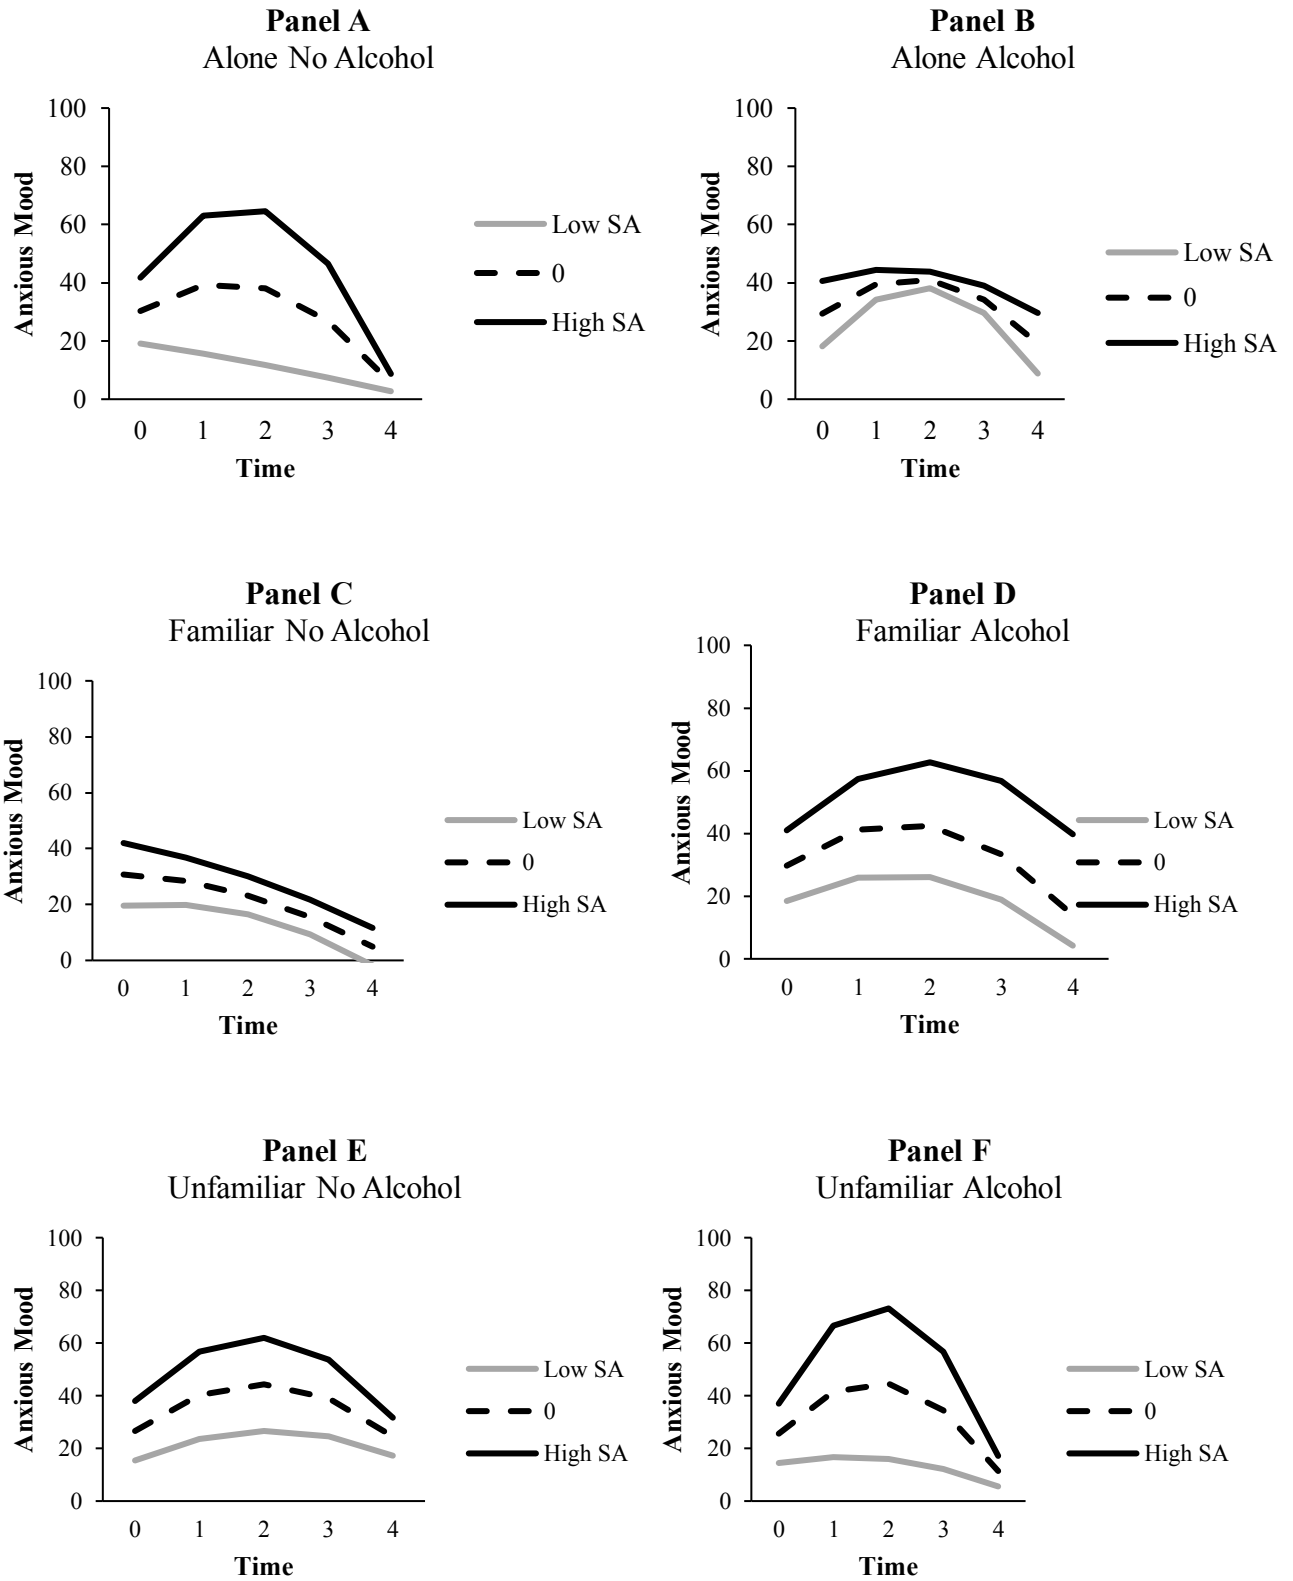 Panel A
Alone No Alcohol
100
80
60
40
20
0
Anxious Mood
0 1 2 3 4
Time
Low SA
0
High SA
Panel B
Alone Alcohol
100
80
60
40
20
0
Anxious Mood
0 1 2 3 4
Time
Low SA
0
High SA
Panel C
Familiar No Alcohol
100
80
60
40
20
0
Anxious Mood
0 1 2 3 4
Time
Low SA
0
High SA
Panel D
Familiar Alcohol
100
80
60
40
20
0
Anxious Mood
0 1 2 3 4
Time
Low SA
0
High SA
Panel E
Unfamiliar No Alcohol
100
80
60
40
20
0
Anxious Mood
0 1 2 3 4
Time
Low SA
0
High SA
Panel F
Unfamiliar Alcohol
100
80
60
40
20
0
Anxious Mood
0 1 2 3 4
Time
Low SA
0
High SA